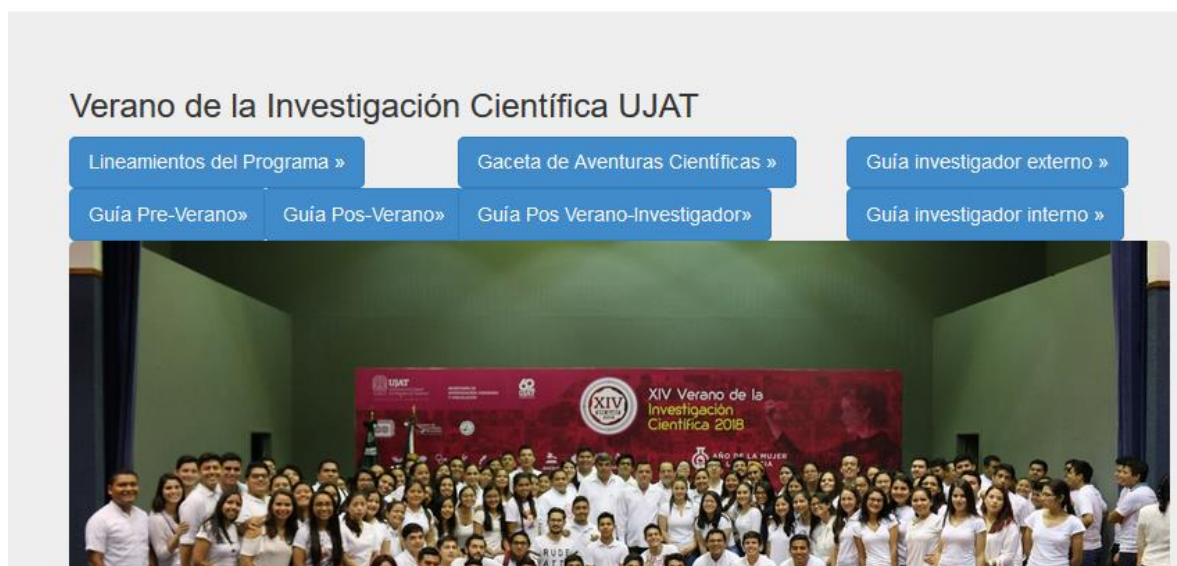 Verano de la Investigación Científica UJAT
Lineamientos del Programa »
Gaceta de Aventuras Científicas »
Guía investigador externo »
Guía Pre-Verano»
Guía Pos-Verano»
Guía Pos Verano-Investigador»
Guía investigador interno »
UJAT
XIV
XIV Verano de la
Investigación
Científica 2018
AÑO DE LA MUJER
RUDE